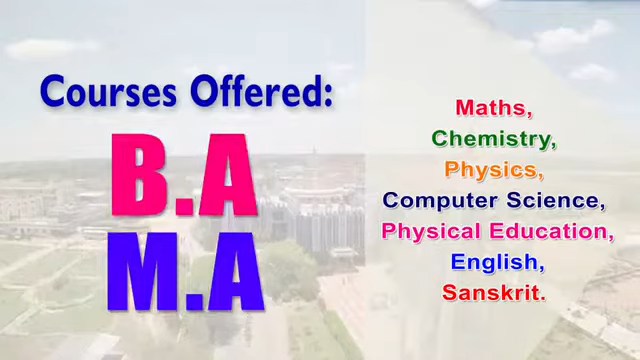 Courses Offered:
B.A
M.A
Maths,
Chemistry,
Physics,
Computer Science,
Physical Education,
English,
Sanskrit.